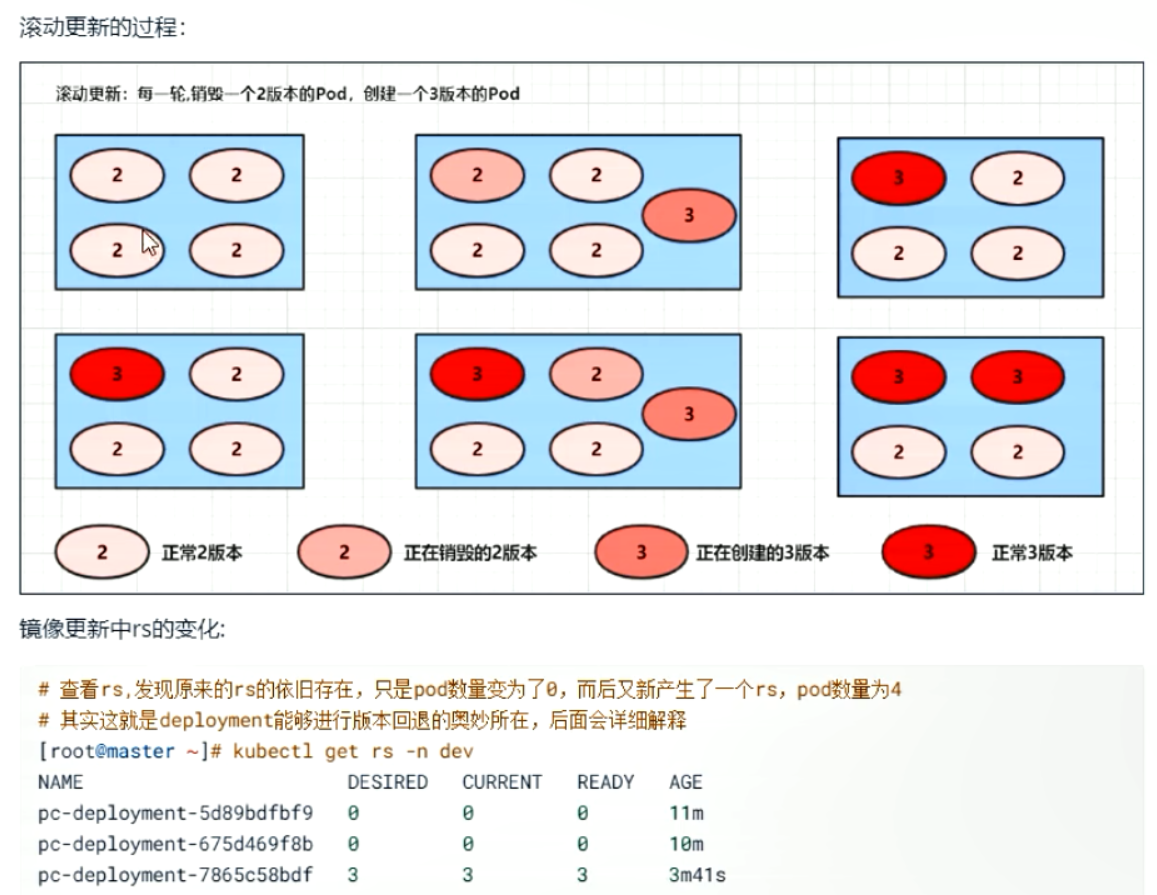 滚动更新的过程：
滚动更新：每一轮,销毁一个2版本的Pod，创建一个3版本的Pod
2 2 2 2 3 3 2
2 2 2 2 2 2
3 2 3 2 3 3 3
2 2 2 2 2 2
2 正常2版本 2 正在销毁的2版本 3 正在创建的3版本 3 正常3版本
镜像更新中rs的变化:
# 查看rs,发现原来的rs的依旧存在，只是pod数量变为了0，而后又新产生了一个rs，pod数量为4
# 其实这就是deployment能够进行版本回退的奥妙所在，后面会详细解释
[root@master ~]# kubectl get rs -n dev
NAME DESIRED CURRENT READY AGE
pc-deployment-5d89bdfbf9 0 0 0 11m
pc-deployment-675d469f8b 0 0 0 10m
pc-deployment-7865c58bdf 3 3 3 3m41s